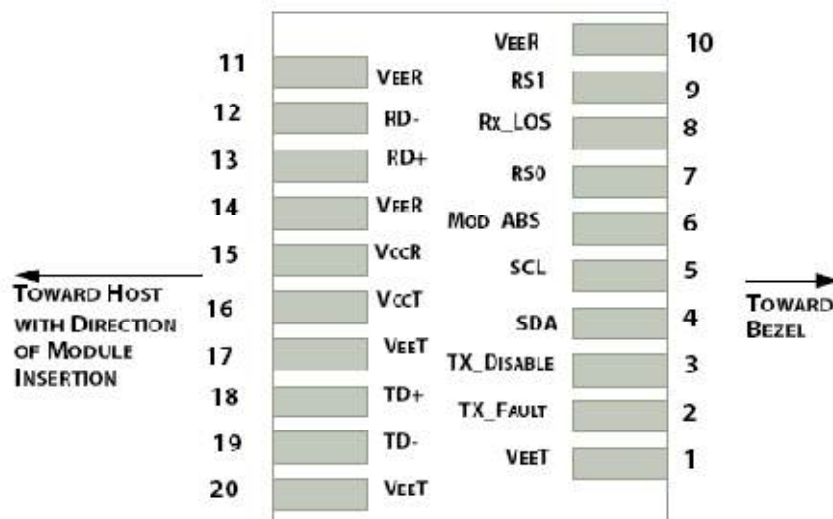 11 VEER
12 RD-
13 RD+
14 VEER
15 VCCR
16 VCCT
17 VEET
18 TD+
19 TD-
20 VEET
VEER 10
RS1 9
RX_LOS 8
RS0 7
MOD ABS 6
SCL 5
SDA 4
TX_DISABLE 3
TX_FAULT 2
VEET 1
TOWARD HOST
WITH DIRECTION
OF MODULE
INSERTION
TOWARD
BEZEL